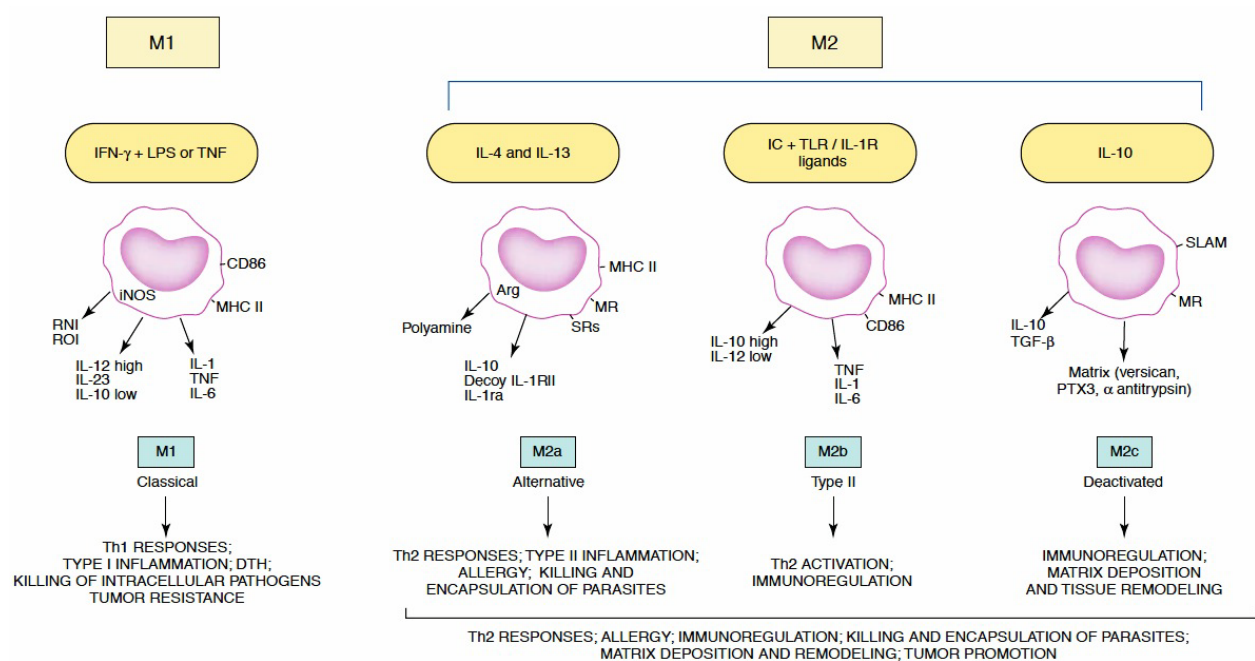 M1
M2
IFN-γ + LPS or TNF
IL-4 and IL-13
IC + TLR / IL-1R
ligands
IL-10
CD86
MHC II
iNOS
RNI
ROI
IL-12 high
IL-23
IL-10 low
IL-1
TNF
IL-6
MHC II
Arg
MR
SRs
Polyamine
IL-10
Decoy IL-1RII
IL-1ra
MHC II
CD86
IL-10 high
IL-12 low
TNF
IL-1
IL-6
SLAM
MR
IL-10
TGF-β
Matrix (versican,
PTX3, α antitrypsin)
M1
Classical
M2a
Alternative
M2b
Type II
M2c
Deactivated
Th1 RESPONSES;
TYPE I INFLAMMATION; DTH;
KILLING OF INTRACELLULAR PATHOGENS
TUMOR RESISTANCE
Th2 RESPONSES; TYPE II INFLAMMATION;
ALLERGY; KILLING AND
ENCAPSULATION OF PARASITES
Th2 ACTIVATION;
IMMUNOREGULATION
IMMUNOREGULATION;
MATRIX DEPOSITION
AND TISSUE REMODELING
Th2 RESPONSES; ALLERGY; IMMUNOREGULATION; KILLING AND ENCAPSULATION OF PARASITES;
MATRIX DEPOSITION AND REMODELING; TUMOR PROMOTION